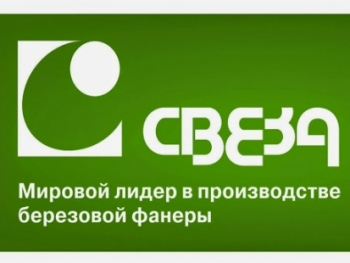 СВЕЗА
Мировой лидер в производстве
березовой фанеры